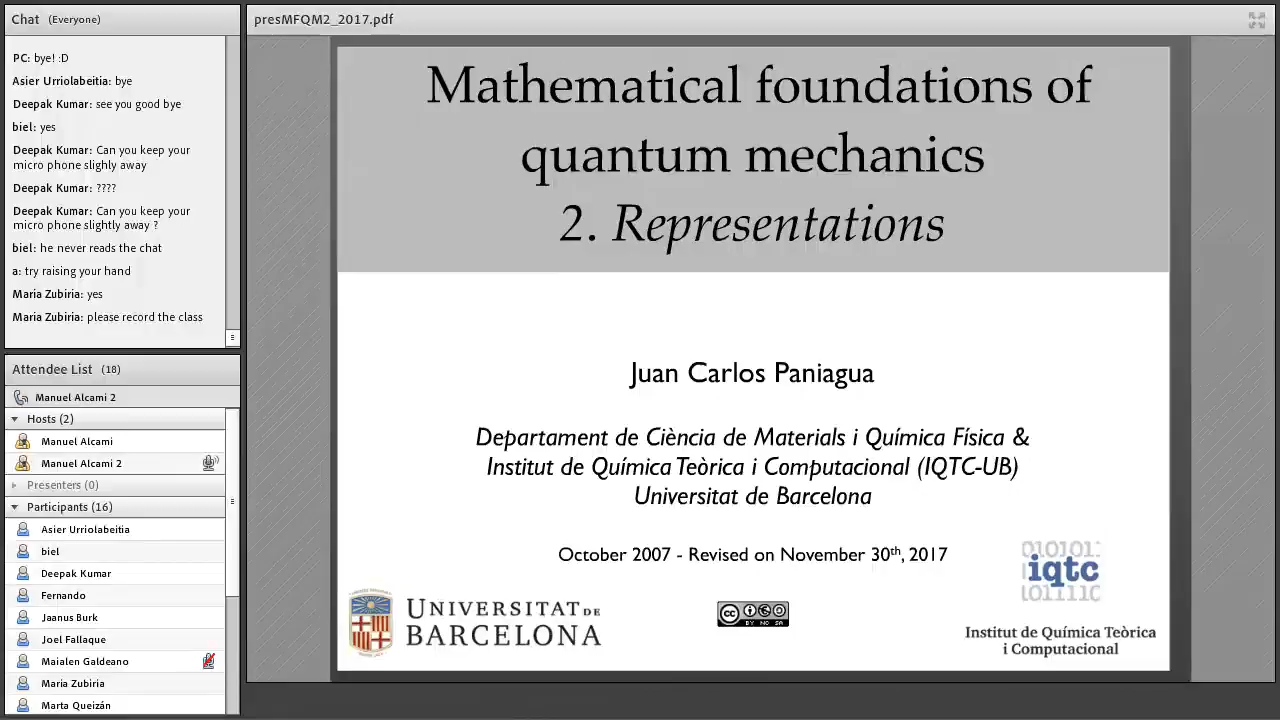 Chat (Everyone)
PC: bye! :D
Asier Urriolabeitia: bye
Deepak Kumar: see you good bye
biel: yes
Deepak Kumar: Can you keep your
micro phone slighly away
Deepak Kumar: ????
Deepak Kumar: Can you keep your
micro phone slightly away ?
biel: he never reads the chat
a: try raising your hand
Maria Zubiria: yes
Maria Zubiria: please record the class
Attendee List (18)
Manuel Alcami 2
Hosts (2)
Manuel Alcami
Manuel Alcami 2
Presenters (0)
Participants (16)
Asier Urriolabeitia
biel
Deepak Kumar
Fernando
Jaanus Burk
Joel Fallaque
Maialen Galdeano
Maria Zubiria
Marta Queizán
presMFQM2_2017.pdf
Mathematical foundations of
quantum mechanics
2. Representations
Juan Carlos Paniagua
Departament de Ciència de Materials i Química Física &
Institut de Química Teòrica i Computacional (IQTC-UB)
Universitat de Barcelona
October 2007 - Revised on November 30th, 2017
UNIVERSITAT DE
BARCELONA
cc
BY NC SA
010101
iqtc
101110
Institut de Química Teòrica
i Computacional